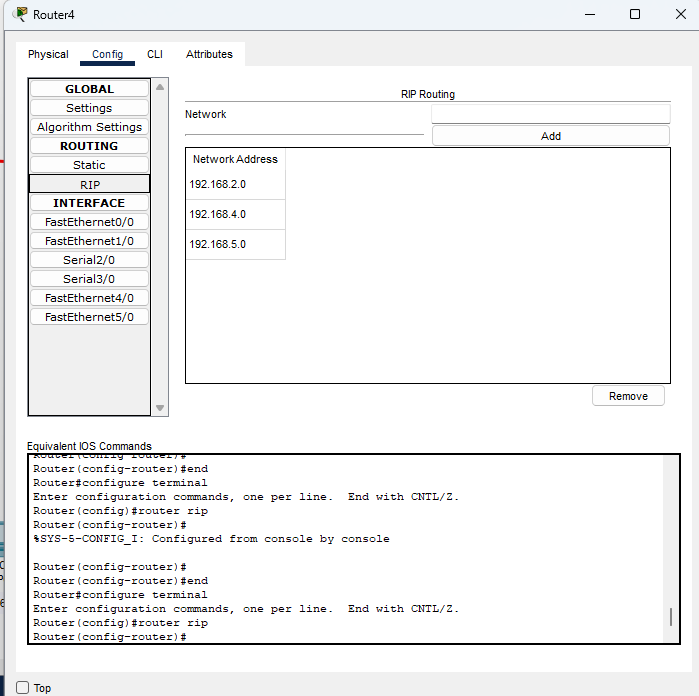 Router4
Physical Config CLI Attributes
GLOBAL
Settings
Algorithm Settings
ROUTING
Static
RIP
INTERFACE
FastEthernet0/0
FastEthernet1/0
Serial2/0
Serial3/0
FastEthernet4/0
FastEthernet5/0
RIP Routing
Network
Add
Network Address
192.168.2.0
192.168.4.0
192.168.5.0
Remove
Equivalent IOS Commands
Router(config-router)#
Router(config-router)#end
Router#configure terminal
Enter configuration commands, one per line.  End with CNTL/Z.
Router(config)#router rip
Router(config-router)#
%SYS-5-CONFIG_I: Configured from console by console
Router(config-router)#
Router(config-router)#end
Router#configure terminal
Enter configuration commands, one per line.  End with CNTL/Z.
Router(config)#router rip
Router(config-router)#
Top